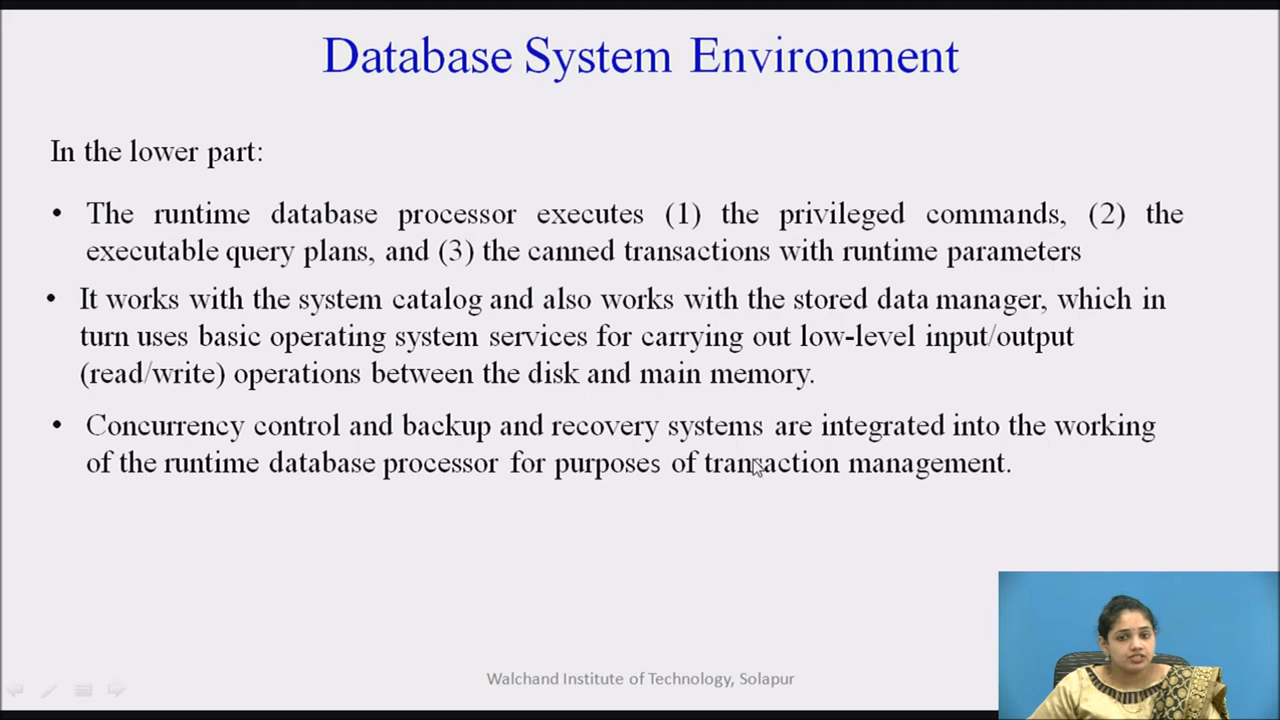 Database System Environment
In the lower part:
• The runtime database processor executes (1) the privileged commands, (2) the
executable query plans, and (3) the canned transactions with runtime parameters
• It works with the system catalog and also works with the stored data manager, which in
turn uses basic operating system services for carrying out low-level input/output
(read/write) operations between the disk and main memory.
• Concurrency control and backup and recovery systems are integrated into the working
of the runtime database processor for purposes of transaction management.
Walchand Institute of Technology, Solapur